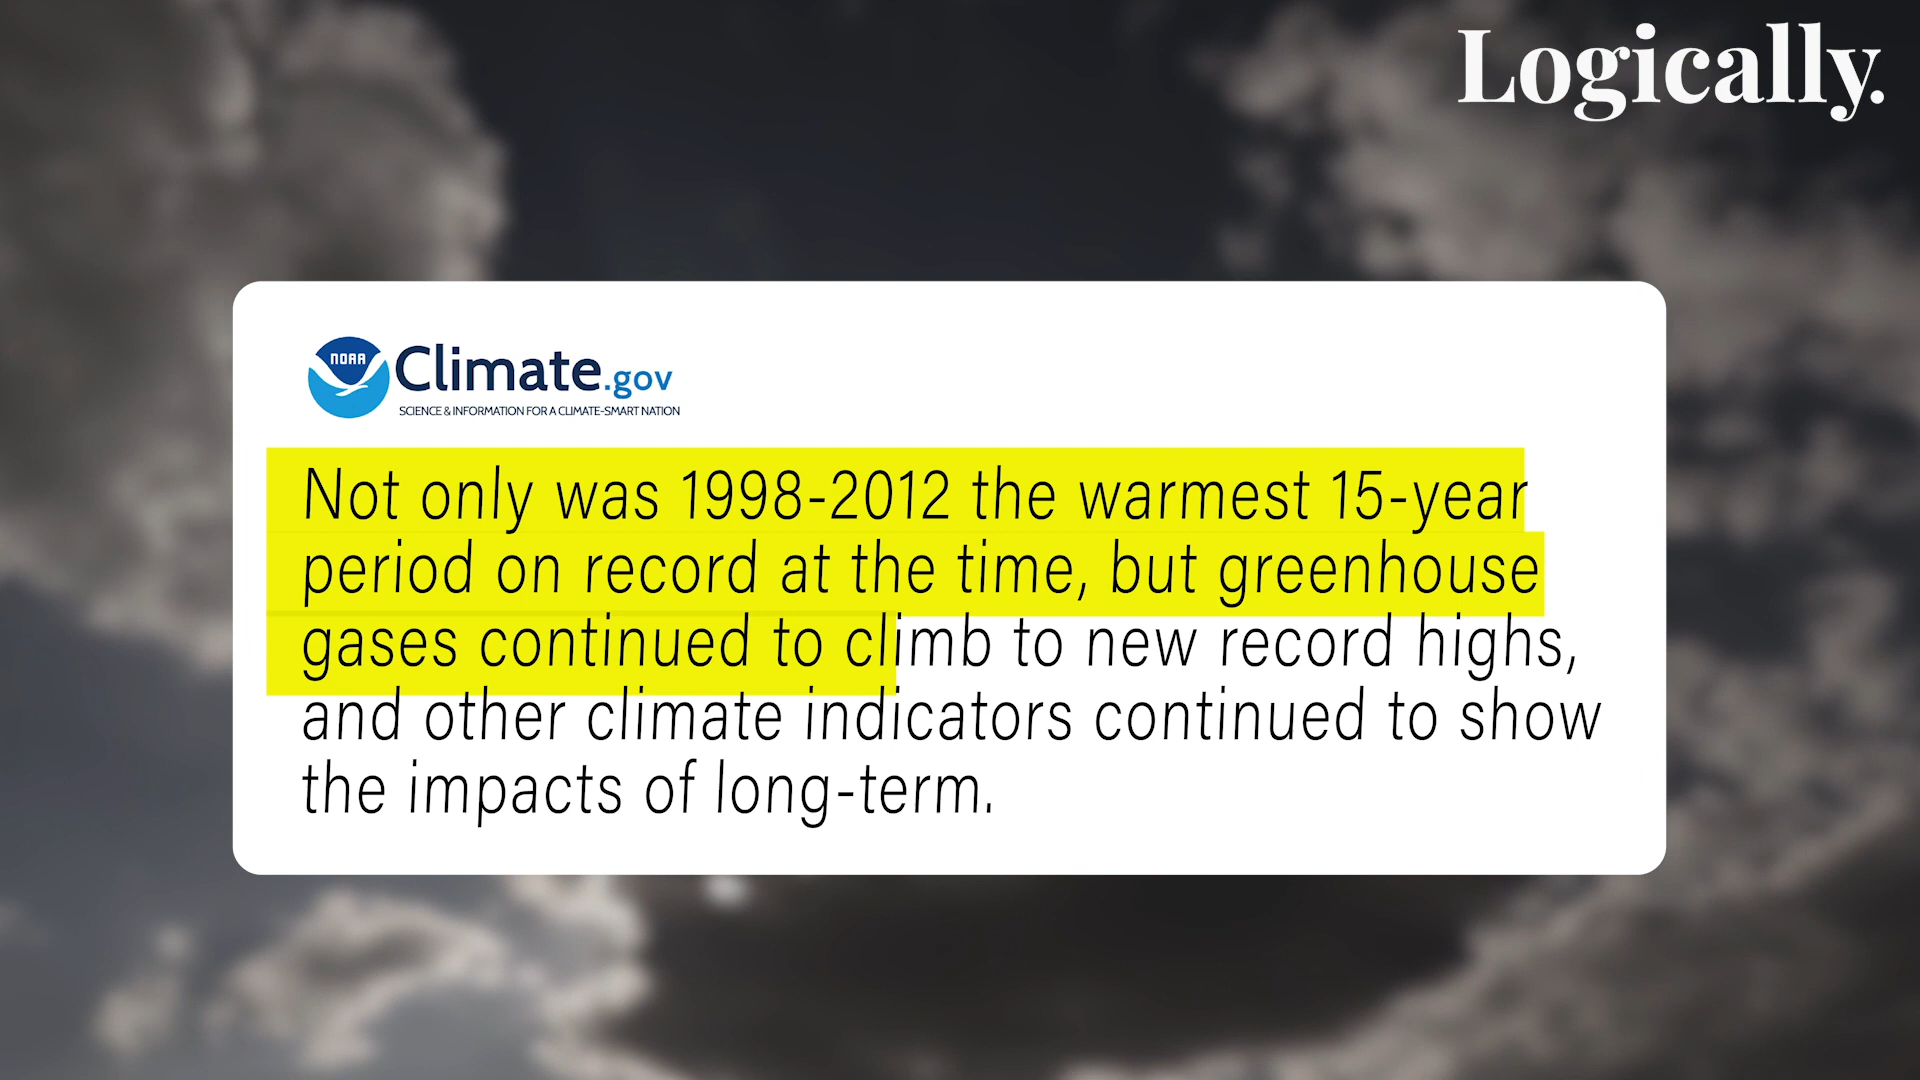 Logically.
NOAA
Climate.gov
SCIENCE & INFORMATION FOR A CLIMATE-SMART NATION
Not only was 1998-2012 the warmest 15-year
period on record at the time, but greenhouse
gases continued to climb to new record highs,
and other climate indicators continued to show
the impacts of long-term.